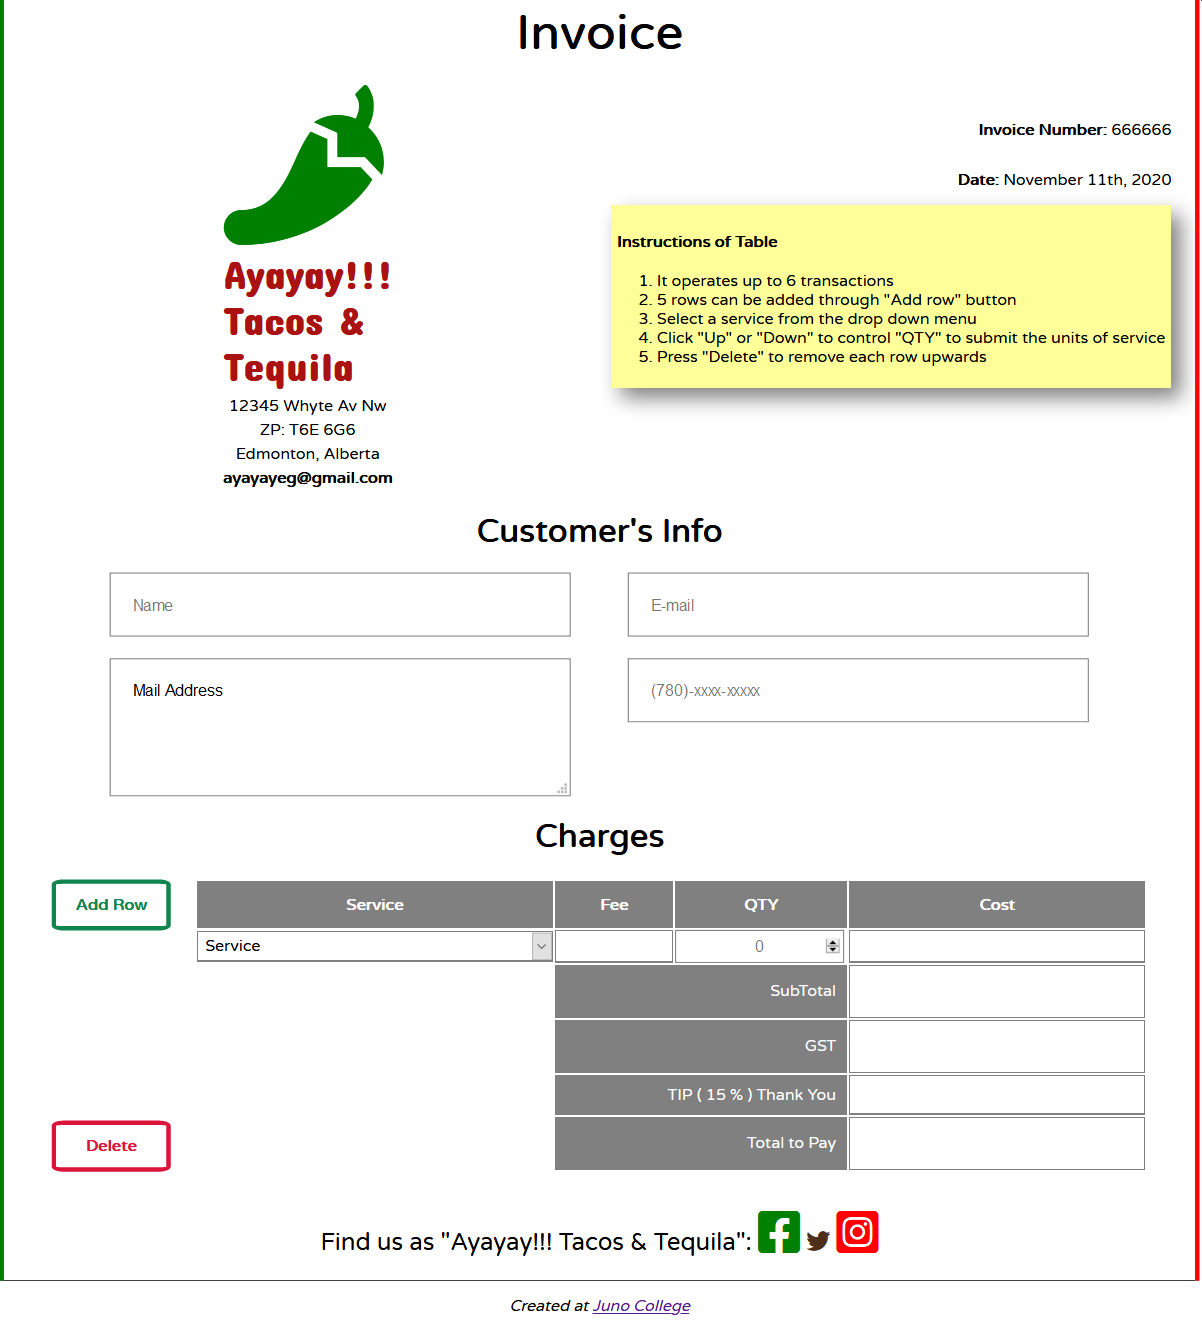 Invoice
Invoice Number: 666666
Date: November 11th, 2020
Ayayay!!!
Tacos &
Tequila
12345 Whyte Av Nw
ZP: T6E 6G6
Edmonton, Alberta
ayayayeg@gmail.com
Instructions of Table
1. It operates up to 6 transactions
2. 5 rows can be added through "Add row" button
3. Select a service from the drop down menu
4. Click "Up" or "Down" to control "QTY" to submit the units of service
5. Press "Delete" to remove each row upwards
Customer's Info
Name
E-mail
Mail Address
(780)-xxxx-xxxxx
Charges
Add Row
Service Fee QTY Cost
Service 0
SubTotal
GST
TIP ( 15 % ) Thank You
Delete
Total to Pay
Find us as "Ayayay!!! Tacos & Tequila":
Created at Juno College